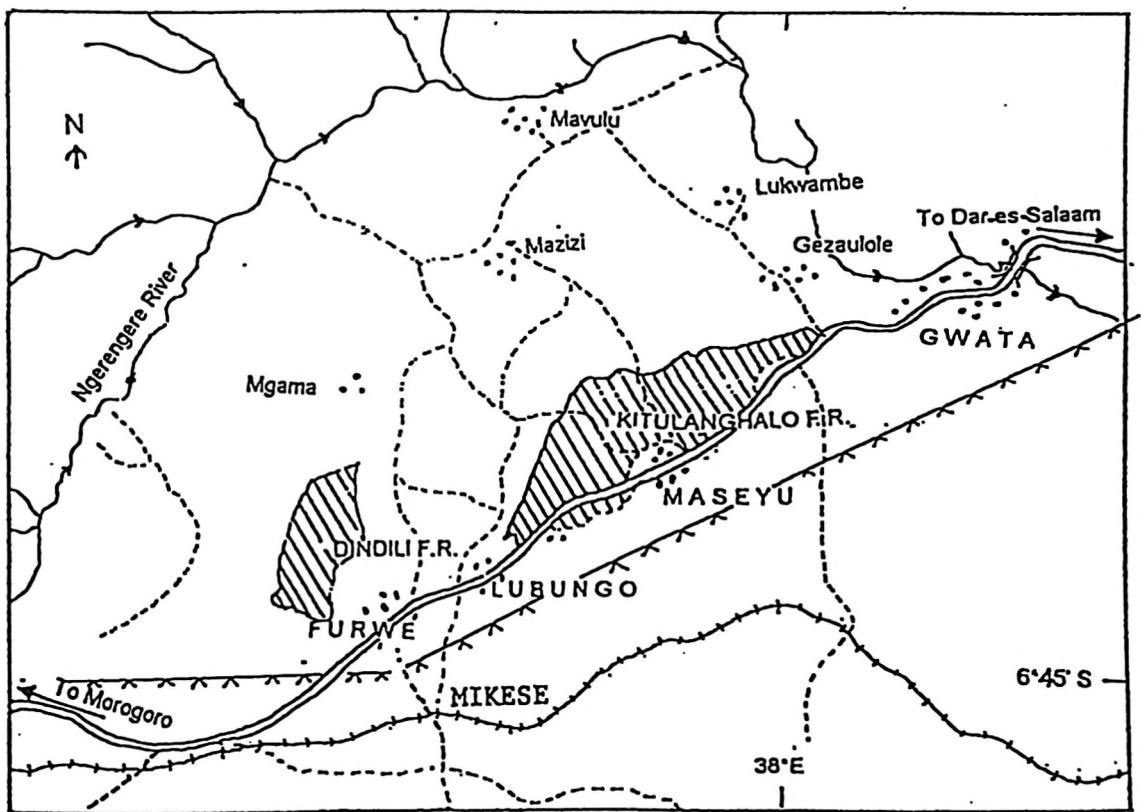 N
Mavulu
Lukwambe
To Dar-es-Salaam
Mazizi
Gezaulole
Ngerengere River
GWATA
Mgama
KITULANGHALO F.R.
MASEYU
DINDILI F.R.
LUBUNGO
FURWE
6°45' S
To Morogoro
MIKESE
38°E